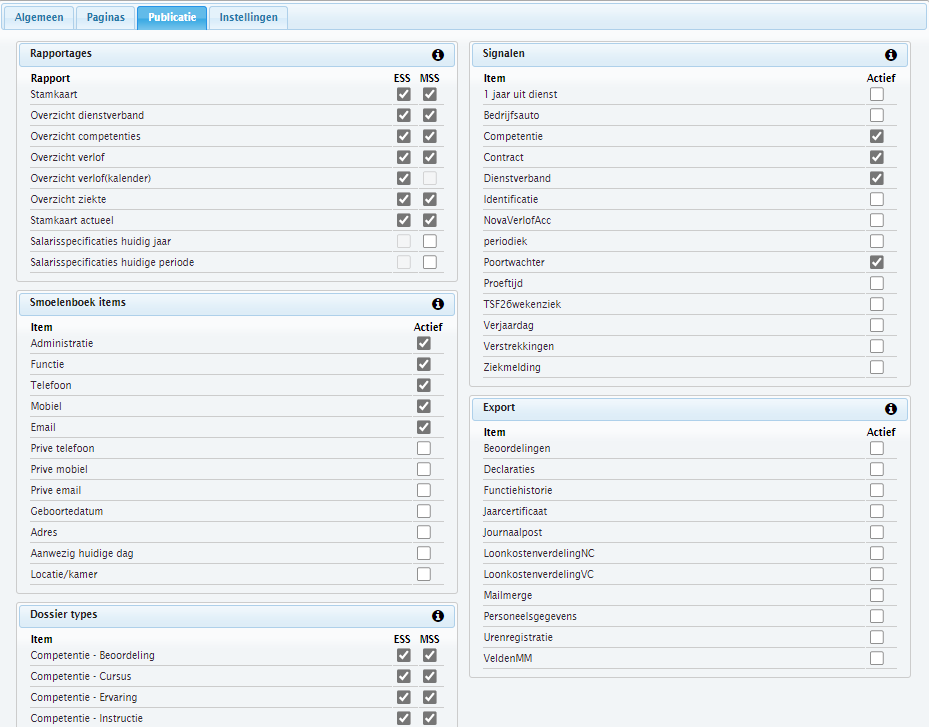 Algemeen Paginas Publicatie Instellingen
Rapportages
Rapport ESS MSS
Stamkaart
Overzicht dienstverband
Overzicht competenties
Overzicht verlof
Overzicht verlof(kalender)
Overzicht ziekte
Stamkaart actueel
Salarisspecificaties huidig jaar
Salarisspecificaties huidige periode
Smoelenboek items
Item Actief
Administratie
Functie
Telefoon
Mobiel
Email
Prive telefoon
Prive mobiel
Prive email
Geboortedatum
Adres
Aanwezig huidige dag
Locatie/kamer
Dossier types
Item ESS MSS
Competentie - Beoordeling
Competentie - Cursus
Competentie - Ervaring
Competentie - Instructie
Signalen
Item Actief
1 jaar uit dienst
Bedrijfsauto
Competentie
Contract
Dienstverband
Identificatie
NovaVerlofAcc
periodiek
Poortwachter
Proeftijd
TSF26wekenziek
Verjaardag
Verstrekkingen
Ziekmelding
Export
Item Actief
Beoordelingen
Declaraties
Functiehistorie
Jaarcertificaat
Journaalpost
LoonkostenverdelingNC
LoonkostenverdelingVC
Mailmerge
Personeelsgegevens
Urenregistratie
VeldenMM